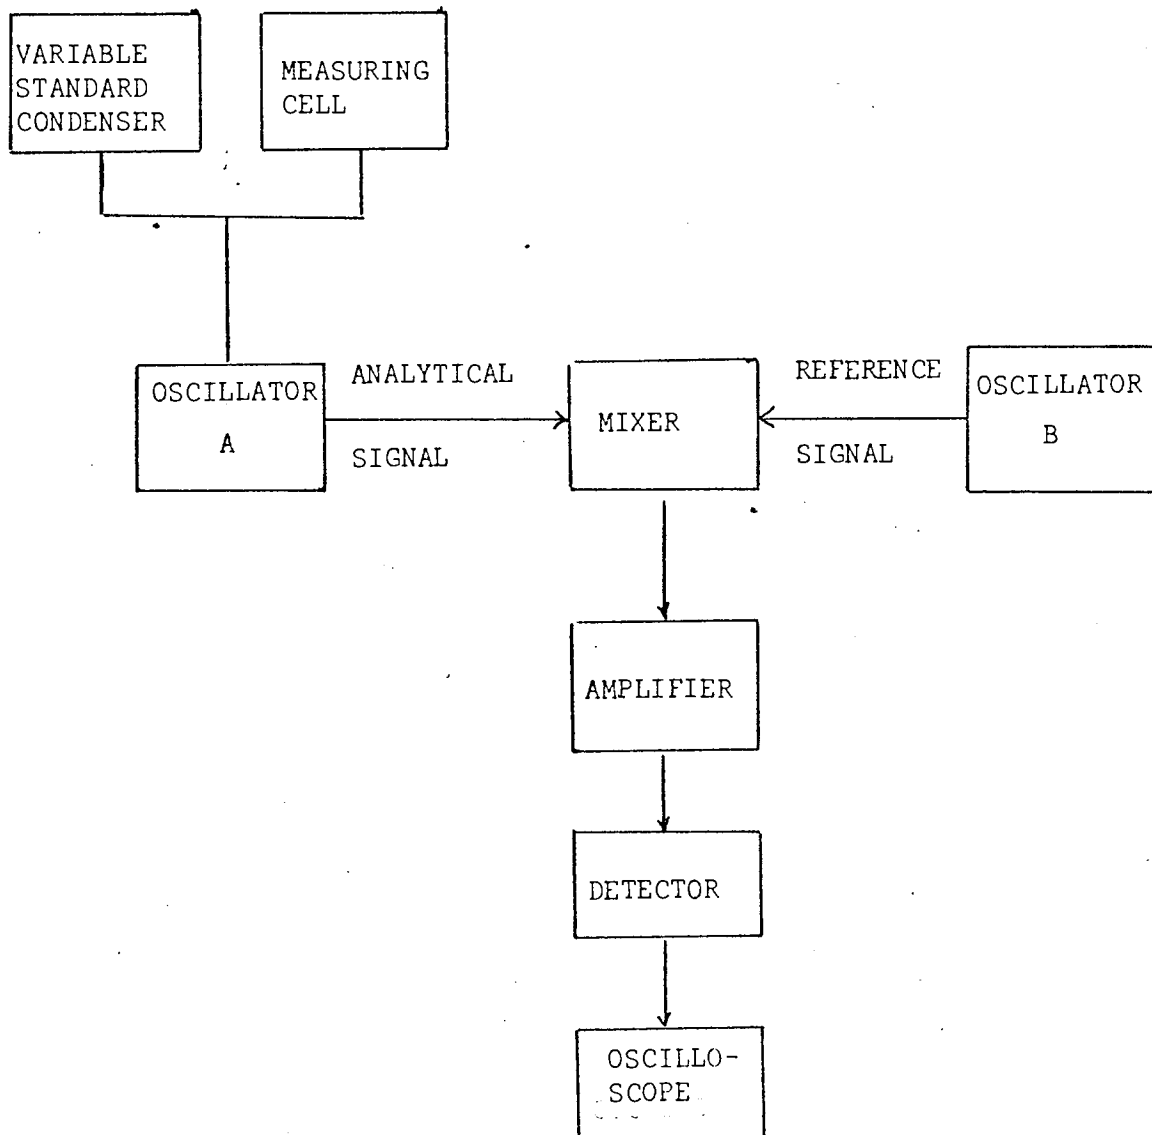 VARIABLE
STANDARD
CONDENSER
MEASURING
CELL
OSCILLATOR
A
ANALYTICAL
SIGNAL
MIXER
REFERENCE
SIGNAL
OSCILLATOR
B
AMPLIFIER
DETECTOR
OSCILLO-
SCOPE